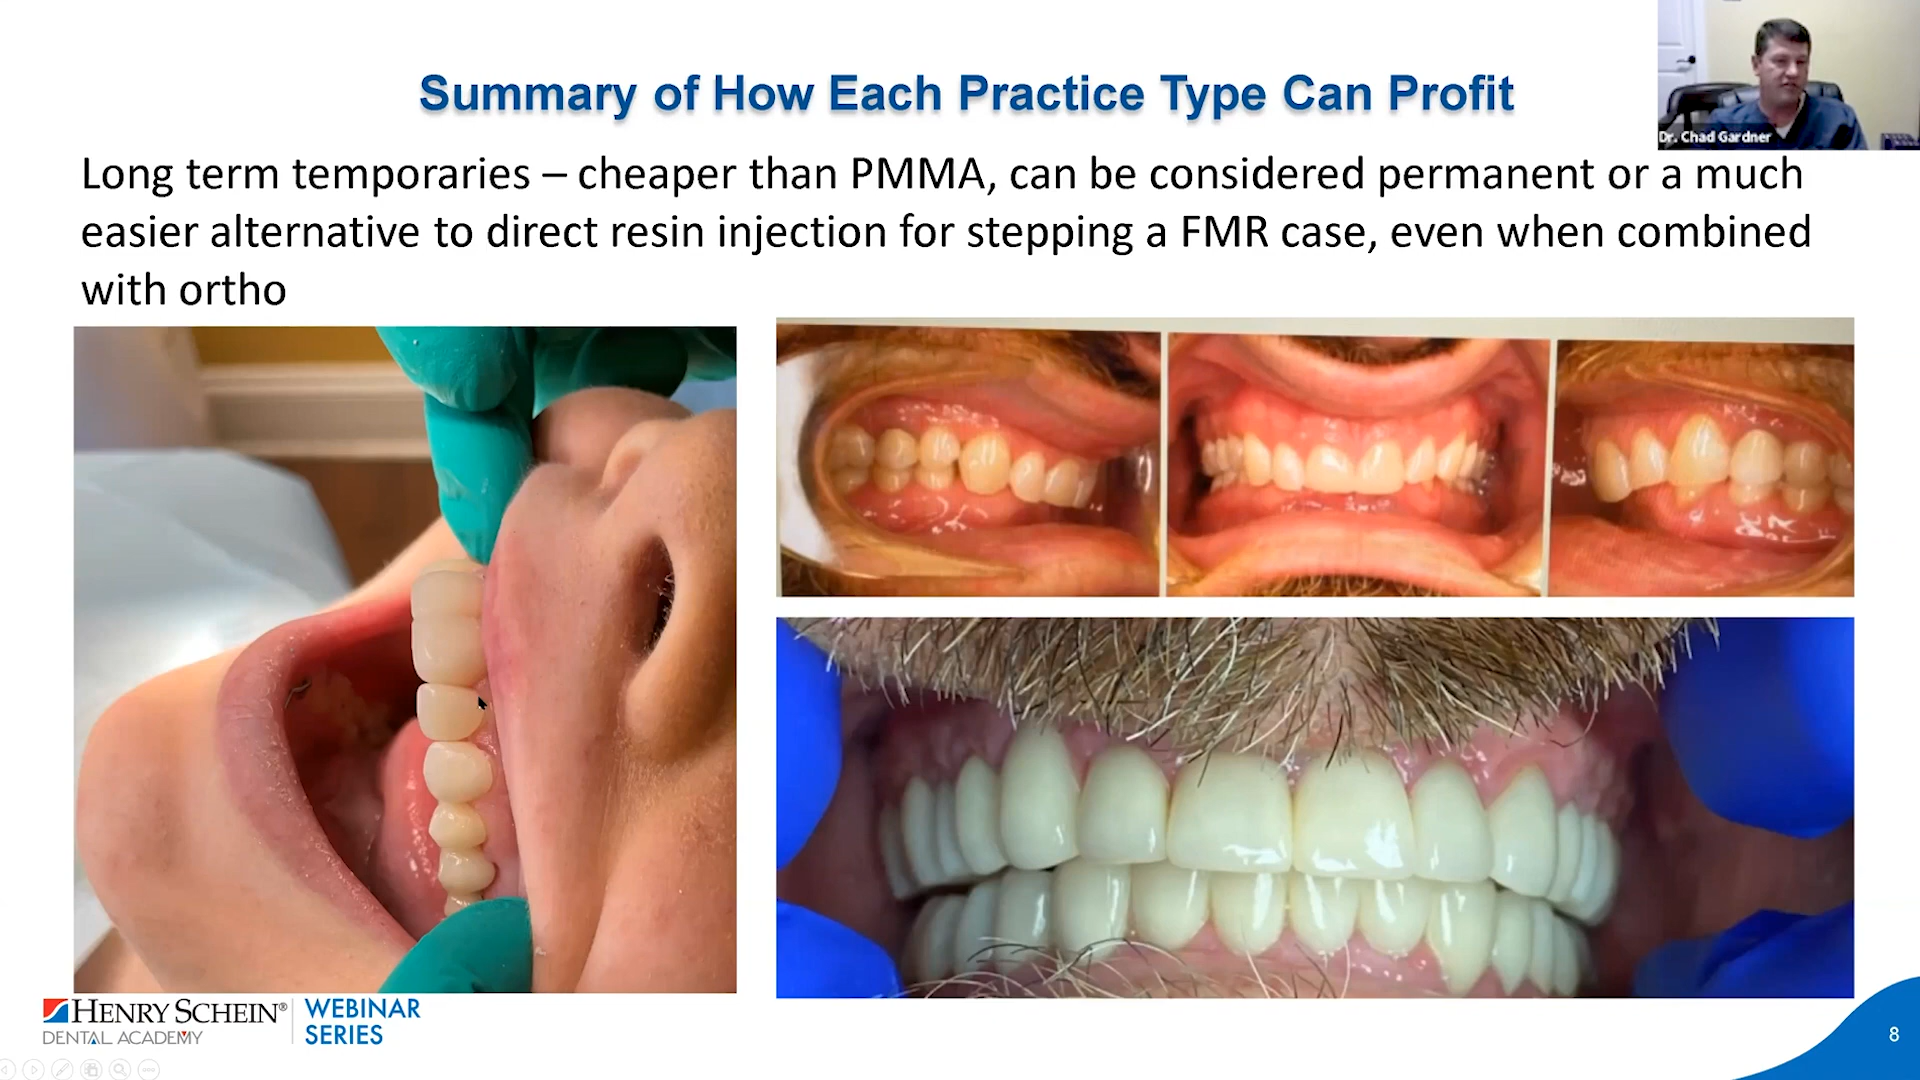 Summary of How Each Practice Type Can Profit
Dr. Chad Gardner
Long term temporaries – cheaper than PMMA, can be considered permanent or a much
easier alternative to direct resin injection for stepping a FMR case, even when combined
with ortho
HENRY SCHEIN®
DENTAL ACADEMY
WEBINAR
SERIES
8